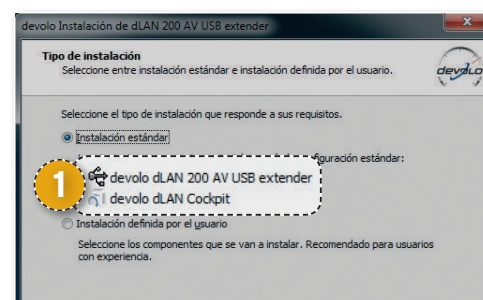 devolo Instalación de dLAN 200 AV USB extender
Tipo de instalación
Seleccione entre instalación estándar e instalación definida por el usuario.
devolo
Seleccione el tipo de instalación que responde a sus requisitos.
Instalación estándar
configuración estándar:
1
devolo dLAN 200 AV USB extender
devolo dLAN Cockpit
Instalación definida por el usuario
Seleccione los componentes que se van a instalar. Recomendado para usuarios
con experiencia.